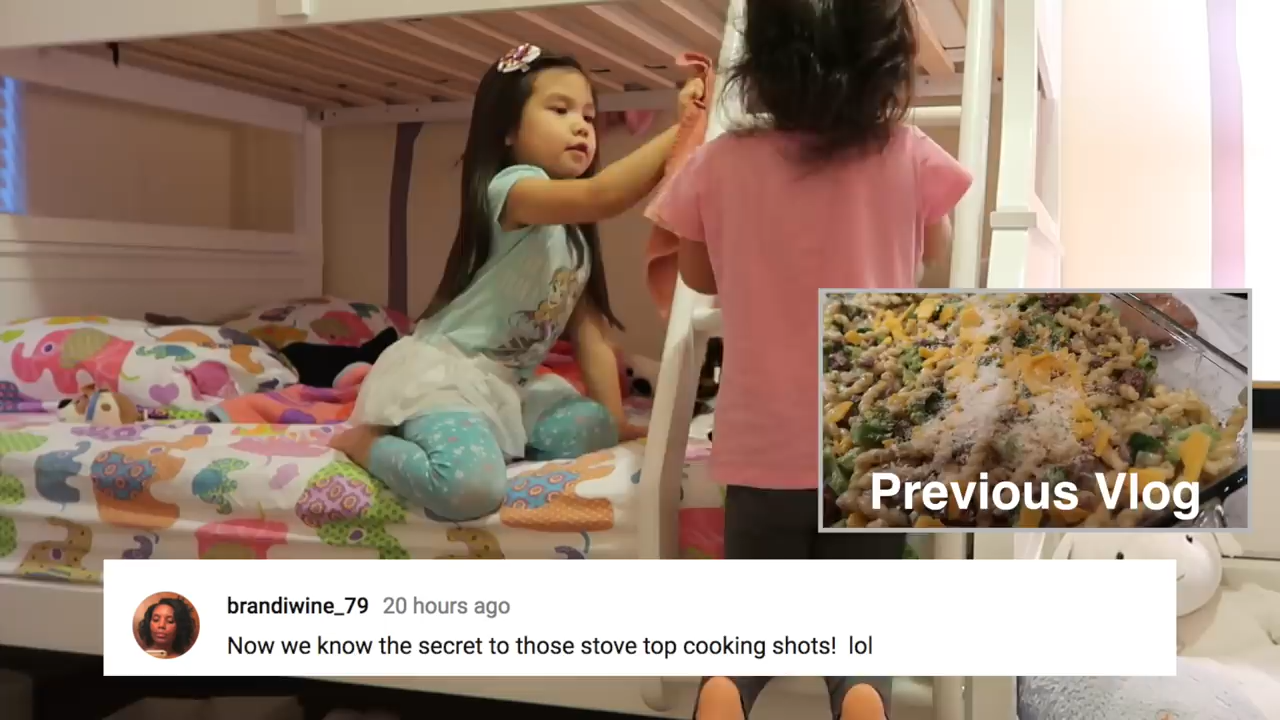 Previous Vlog
brandiwine_79 20 hours ago
Now we know the secret to those stove top cooking shots! lol